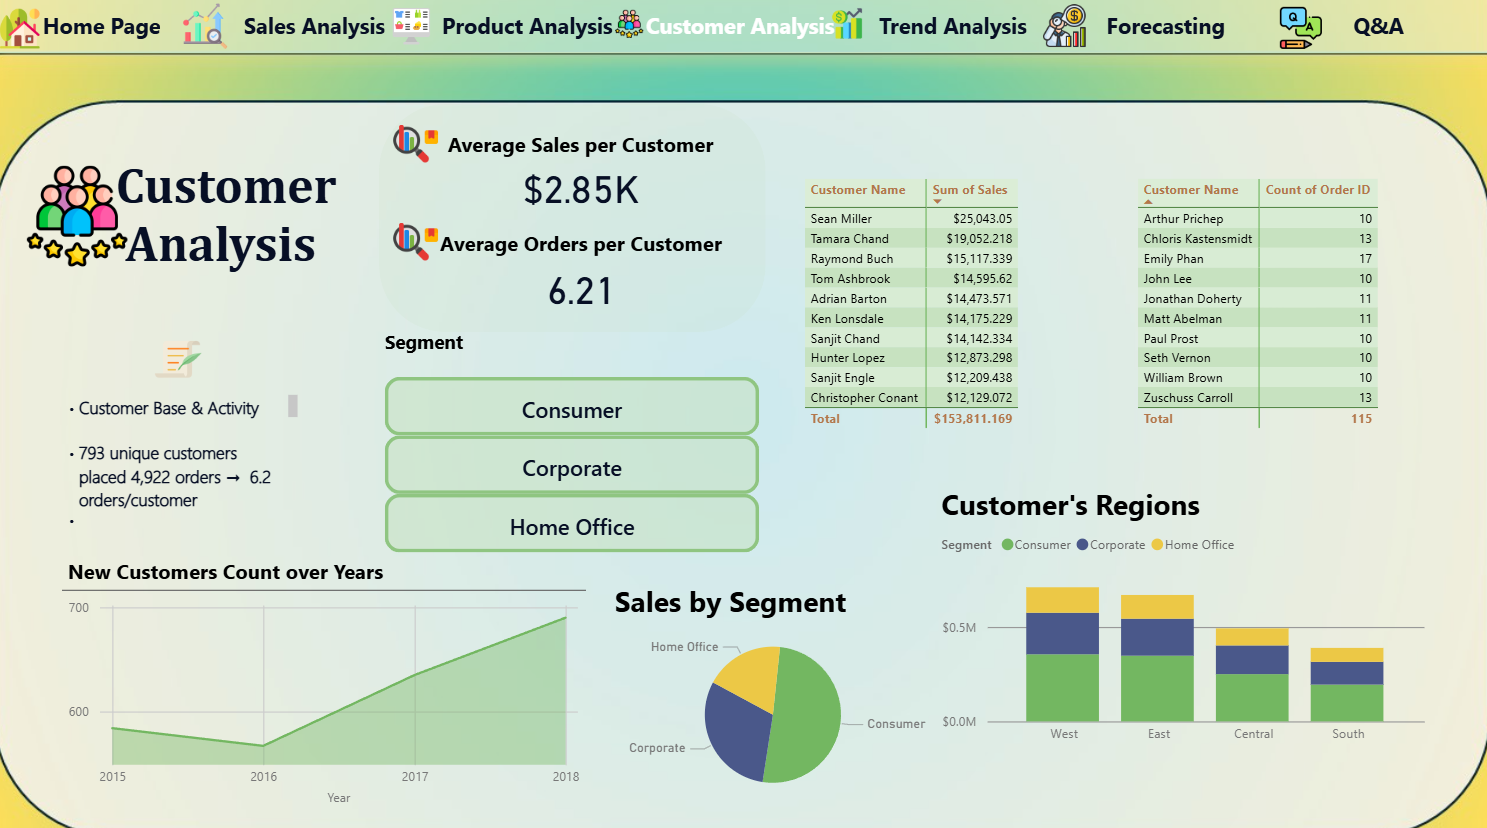 Home Page
Sales Analysis
Product Analysis
Customer Analysis
Trend Analysis
Forecasting
Q
A
Q&A
Customer
Analysis
Average Sales per Customer
$2.85K
Average Orders per Customer
6.21
Customer Name Sum of Sales
Sean Miller $25,043.05
Tamara Chand $19,052.218
Raymond Buch $15,117.339
Tom Ashbrook $14,595.62
Adrian Barton $14,473.571
Ken Lonsdale $14,175.229
Sanjit Chand $14,142.334
Hunter Lopez $12,873.298
Sanjit Engle $12,209.438
Christopher Conant $12,129.072
Total $153,811.169
Customer Name Count of Order ID
Arthur Prichep 10
Chloris Kastensmidt 13
Emily Phan 17
John Lee 10
Jonathan Doherty 11
Matt Abelman 11
Paul Prost 10
Seth Vernon 10
William Brown 10
Zuschuss Carroll 13
Total 115
Segment
Consumer
Corporate
Home Office
• Customer Base & Activity
• 793 unique customers
placed 4,922 orders → 6.2
orders/customer
•
New Customers Count over Years
700
600
2015 2016 2017 2018
Year
Sales by Segment
Home Office
Corporate
Consumer
Customer's Regions
Segment Consumer Corporate Home Office
$0.5M
$0.0M
West East Central South